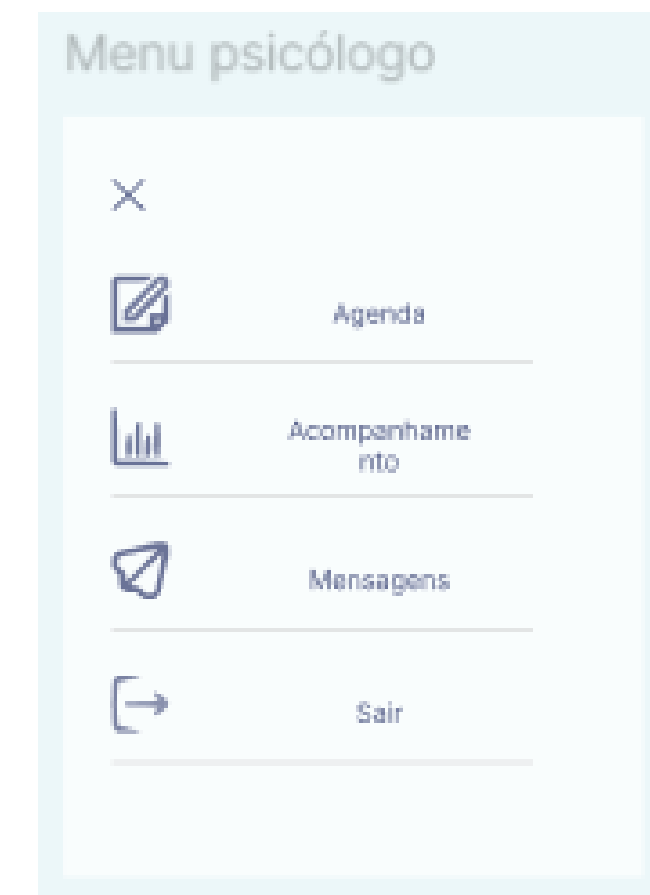 Menu psicólogo
Agenda
Acompanhame
nto
Mensagens
Sair